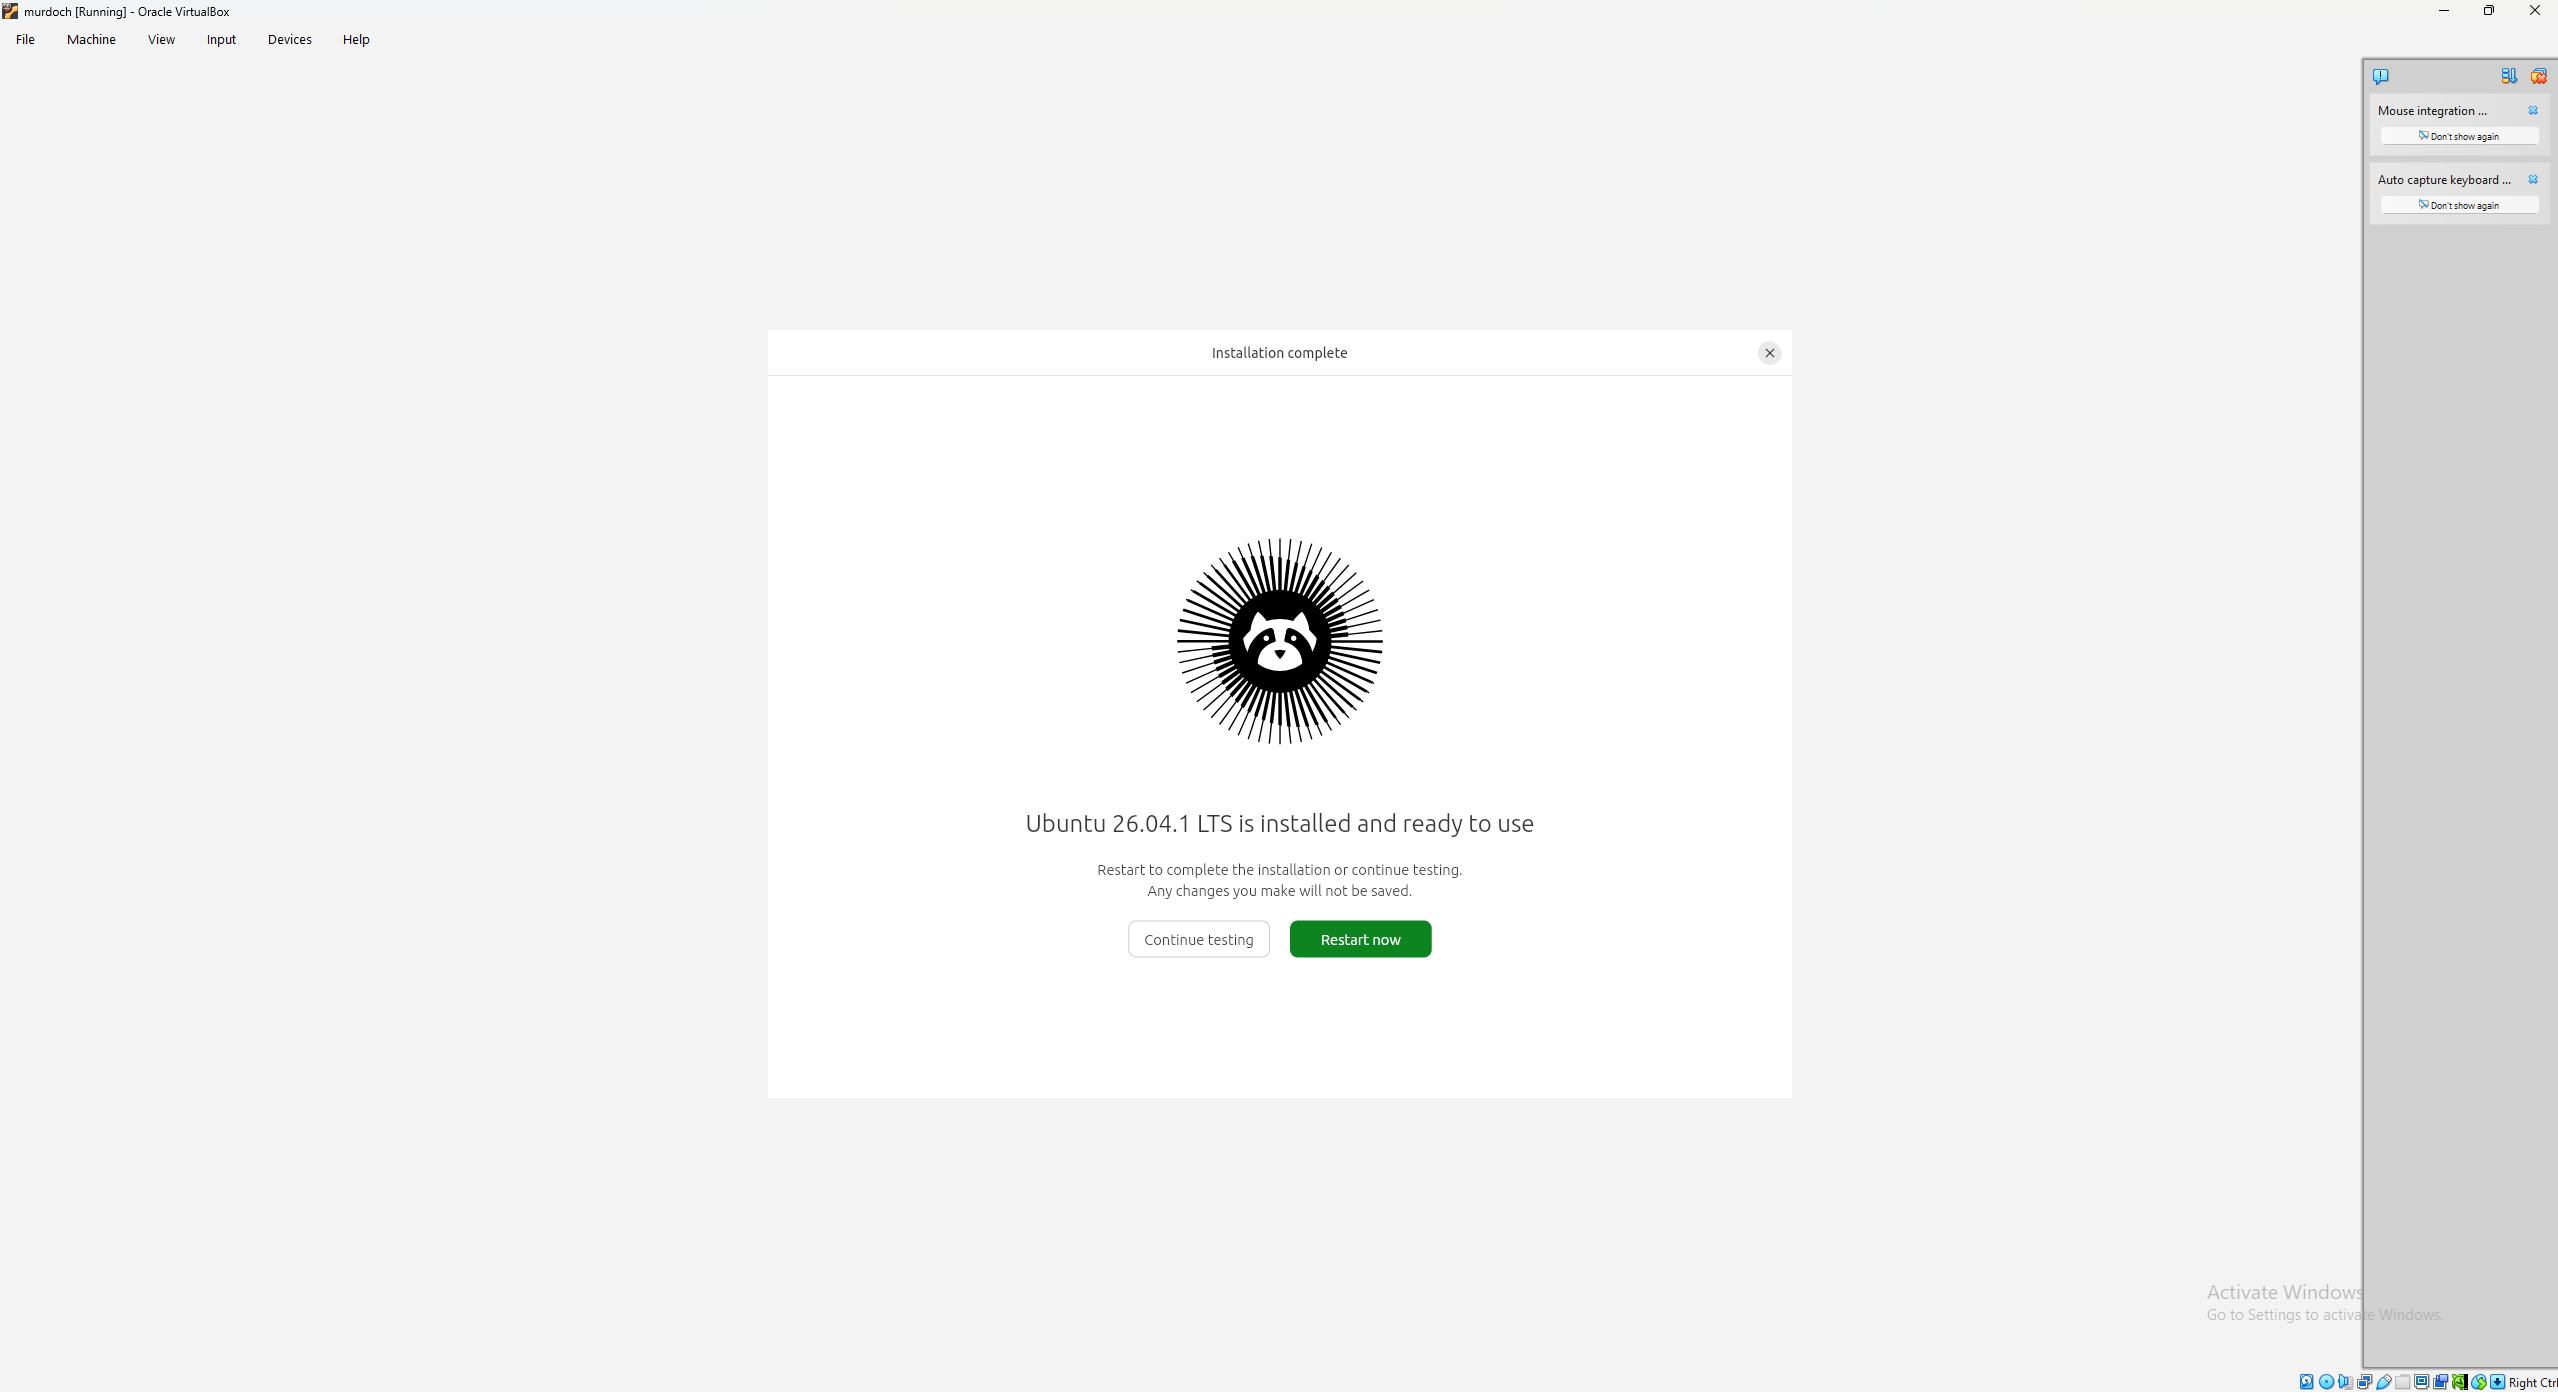 murdoch [Running] - Oracle VirtualBox
File Machine View Input Devices Help
Mouse integration ...
Don't show again
Auto capture keyboard ...
Don't show again
Installation complete
Ubuntu 26.04.1 LTS is installed and ready to use
Restart to complete the installation or continue testing.
Any changes you make will not be saved.
Continue testing Restart now
Activate Windows
Go to Settings to activate Windows.
Right Ctrl